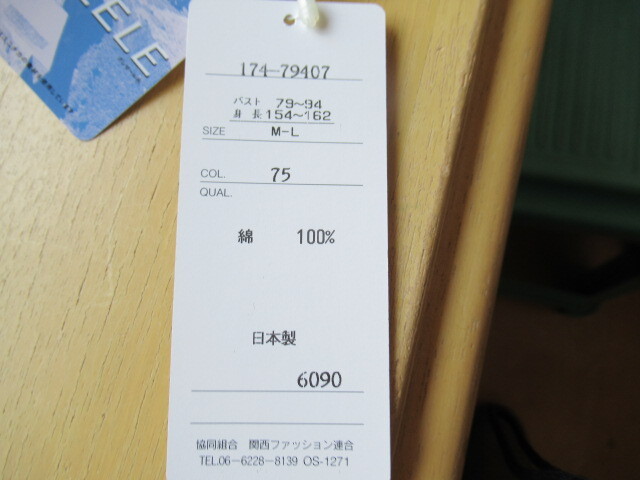 ELE
174-79407
バスト 79~94
身 長 154~162
SIZE M-L
COL. 75
QUAL.
綿 100%
日本製
6090
協同組合 関西ファッション連合
TEL.06-6228-8139 OS-1271